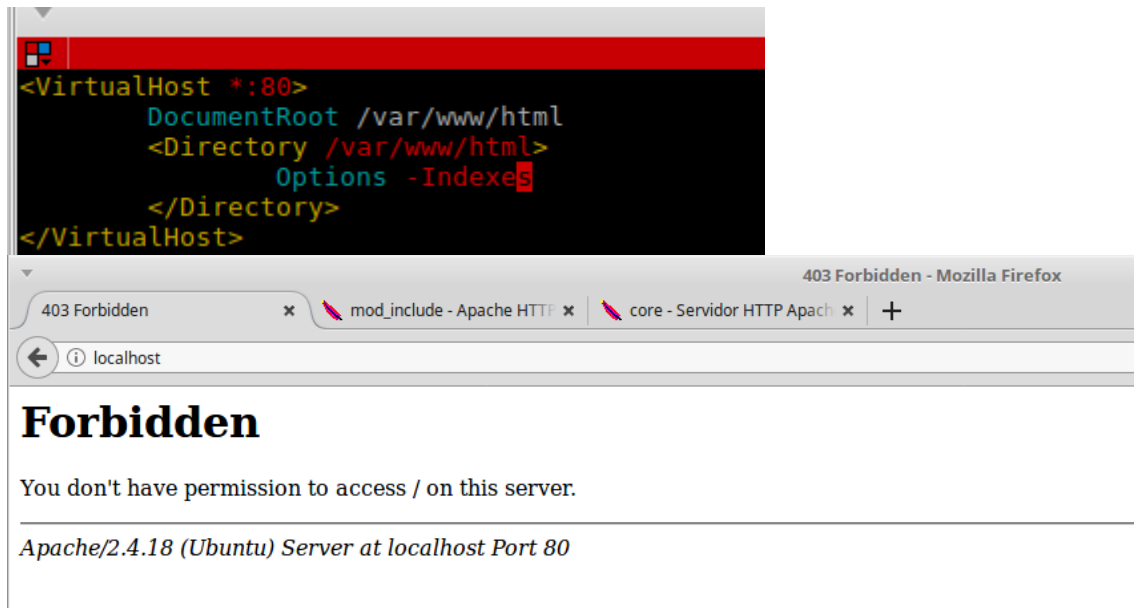 <VirtualHost *:80>
DocumentRoot /var/www/html
<Directory /var/www/html>
Options -Indexes
</Directory>
</VirtualHost>
403 Forbidden - Mozilla Firefox
403 Forbidden
mod_include - Apache HTTP
core - Servidor HTTP Apach
localhost
Forbidden
You don't have permission to access / on this server.
Apache/2.4.18 (Ubuntu) Server at localhost Port 80